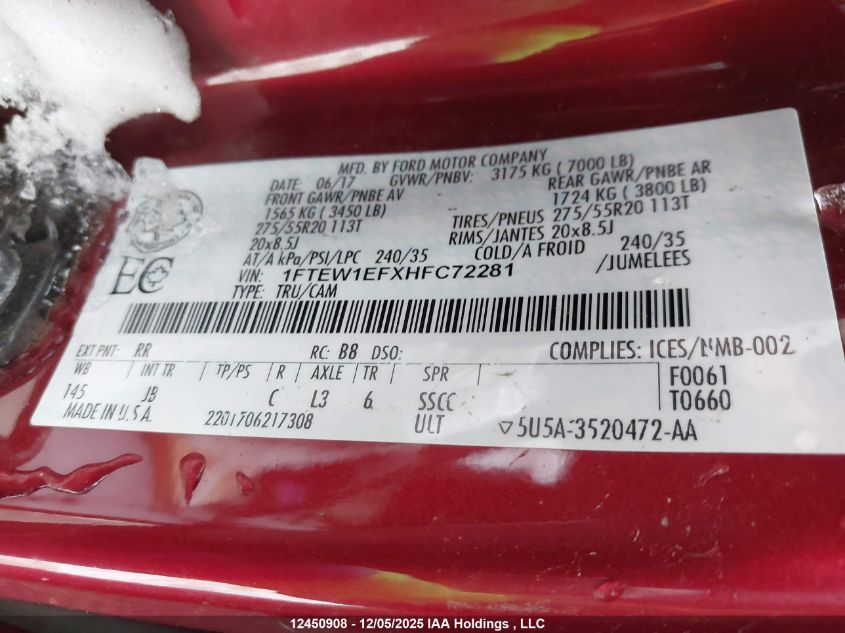 MFD. BY FORD MOTOR COMPANY
DATE: 06/17 GVWR/PNBV: 3175 KG ( 7000 LB)
FRONT GAWR/PNBE AV REAR GAWR/PNBE AR
1565 KG ( 3450 LB) 1724 KG ( 3800 LB)
275/55R20 113T TIRES/PNEUS 275/55R20 113T
20x8.5J RIMS/JANTES 20x8.5J
AT/A kPa/PSI/LPC 240/35 COLD/A FROID 240/35
VIN: 1FTEW1EFXHFC72281 /JUMELEES
TYPE: TRU/CAM
EC
EXT PNT: RR RC: B8 DSO: COMPLIES: ICES/NMB-002
WB INT TR TP/PS R AXLE TR SPR F0061
145 JB C L3 6 SSCC T0660
MADE IN U.S.A. 2201706217308 ULT 5U5A-3520472-AA
12450908 - 12/05/2025 IAA Holdings, LLC.